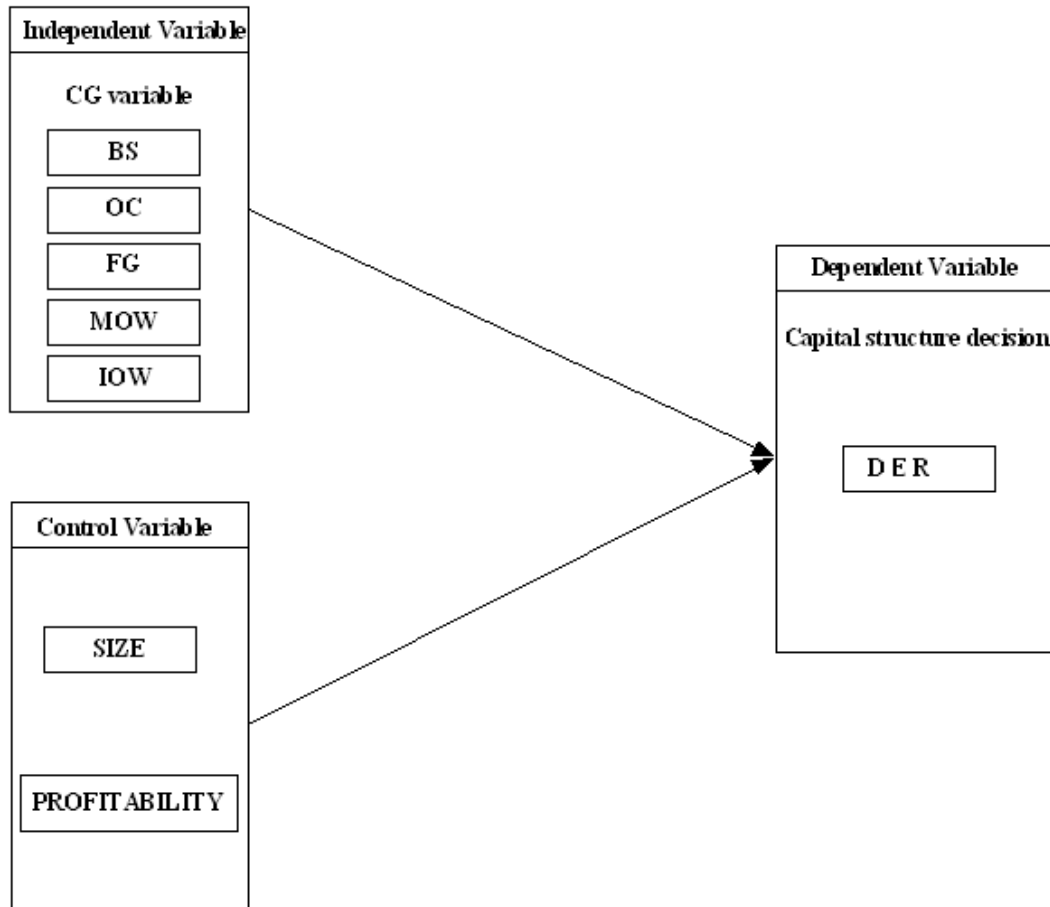 Independent Variable
CG variable
BS
OC
FG
MOW
IOW
Control Variable
SIZE
PROFITABILITY
Dependent Variable
Capital structure decision
D E R